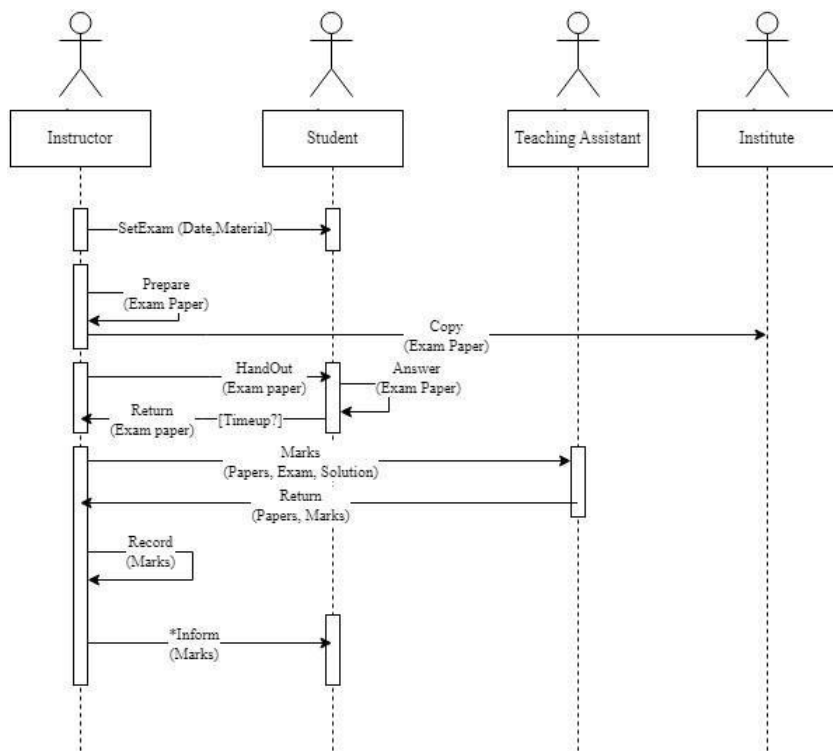 Instructor
Student
Teaching Assistant
Institute
SetExam (Date,Material)
Prepare
(Exam Paper)
Copy
(Exam Paper)
HandOut
(Exam paper)
Answer
(Exam Paper)
Return
(Exam paper)
[Timeup?]
Marks
(Papers, Exam, Solution)
Return
(Papers, Marks)
Record
(Marks)
*Inform
(Marks)